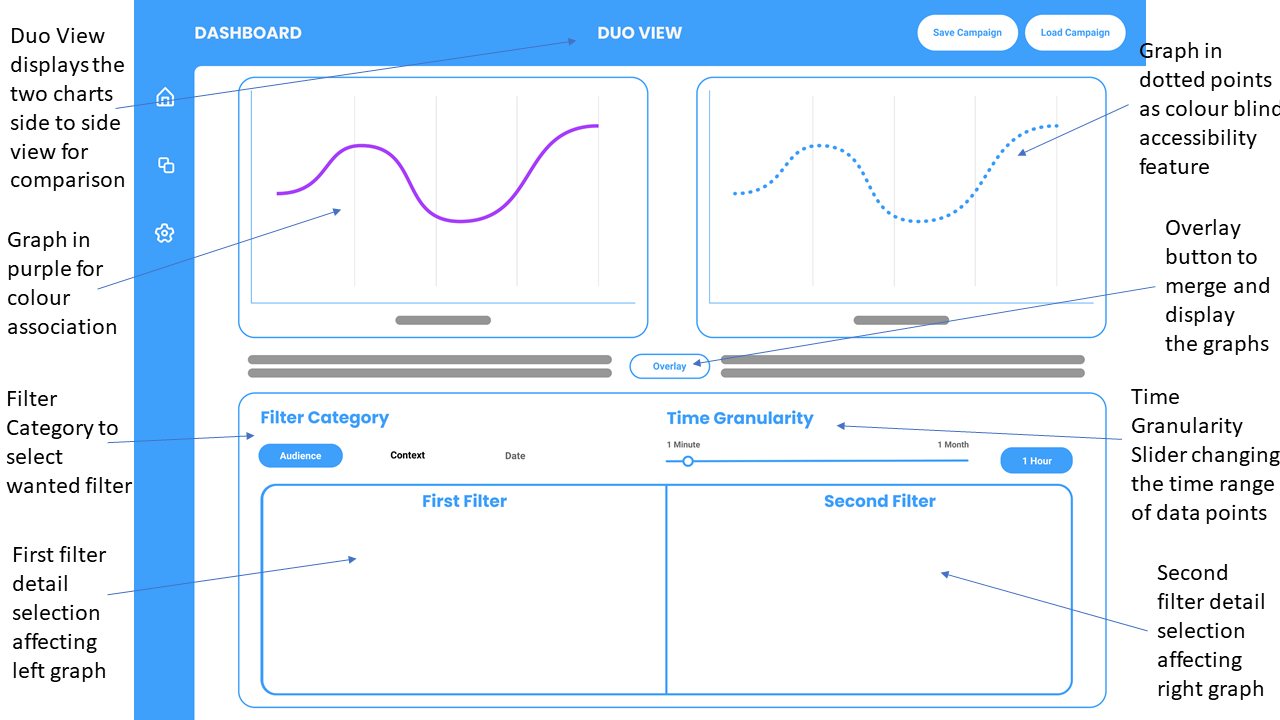 Duo View
displays the
two charts
side to side
view for
comparison
Graph in
purple for
colour
association
Filter
Category to
select
wanted filter
First filter
detail
selection
affecting
left graph
DASHBOARD
DUO VIEW
Save Campaign
Load Campaign
Overlay
Filter Category
Audience
Context
Date
Time Granularity
1 Minute
1 Month
1 Hour
First Filter
Second Filter
Graph in
dotted points
as colour blind
accessibility
feature
Overlay
button to
merge and
display
the graphs
Time
Granularity
Slider changing
the time range
of data points
Second
filter detail
selection
affecting
right graph